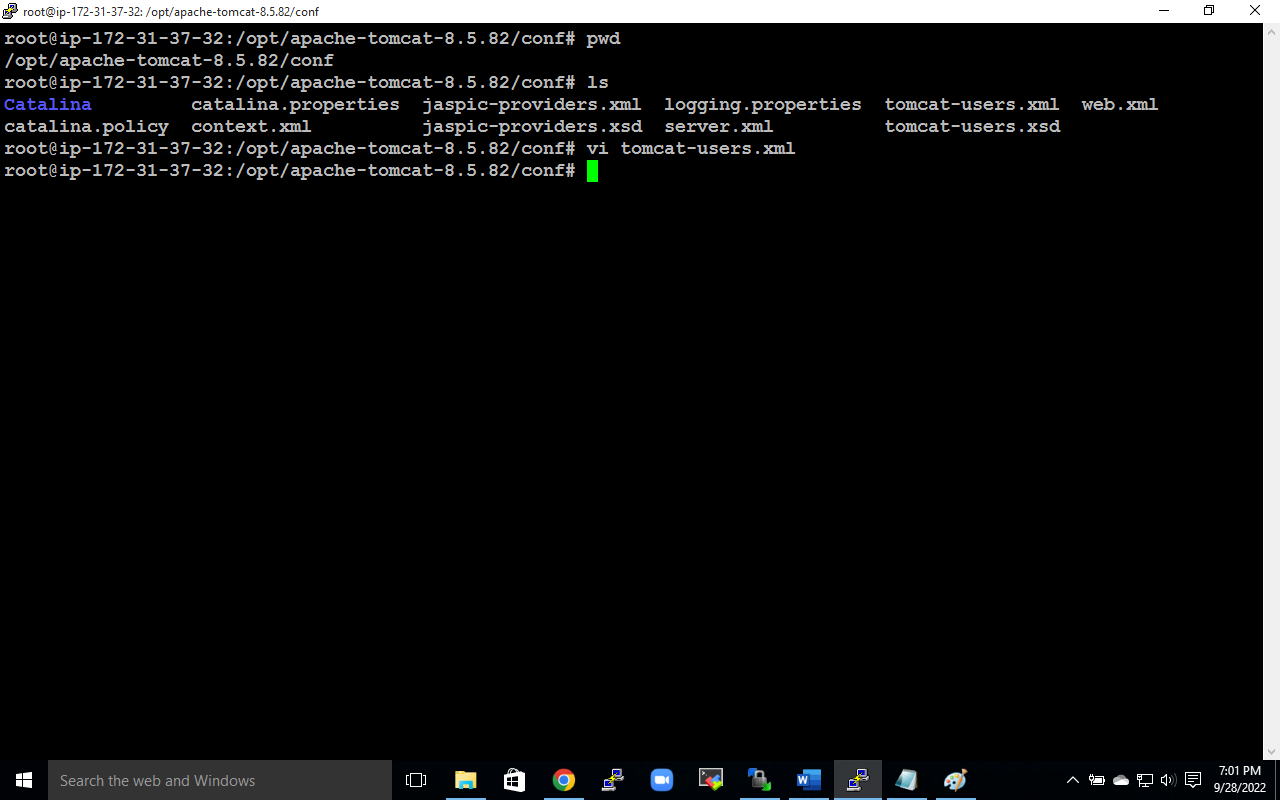 root@ip-172-31-37-32: /opt/apache-tomcat-8.5.82/conf
root@ip-172-31-37-32:/opt/apache-tomcat-8.5.82/conf# pwd
/opt/apache-tomcat-8.5.82/conf
root@ip-172-31-37-32:/opt/apache-tomcat-8.5.82/conf# ls
Catalina catalina.properties jaspic-providers.xml logging.properties tomcat-users.xml web.xml
catalina.policy context.xml jaspic-providers.xsd server.xml tomcat-users.xsd
root@ip-172-31-37-32:/opt/apache-tomcat-8.5.82/conf# vi tomcat-users.xml
root@ip-172-31-37-32:/opt/apache-tomcat-8.5.82/conf#
Search the web and Windows
7:01 PM
9/28/2022